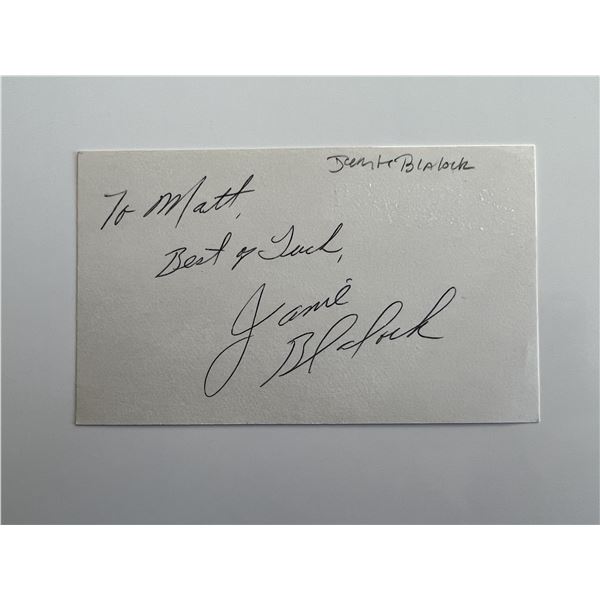 Jamie Blalock
To Matt,
Best of Luck,
Jamie
Blalock